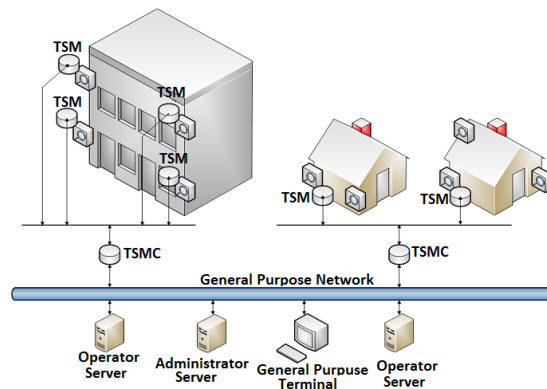 TSM
TSM
TSM
TSM
TSM
TSM
TSMC
TSMC
General Purpose Network
Operator
Server
Administrator
Server
General Purpuse
Terminal
Operator
Server